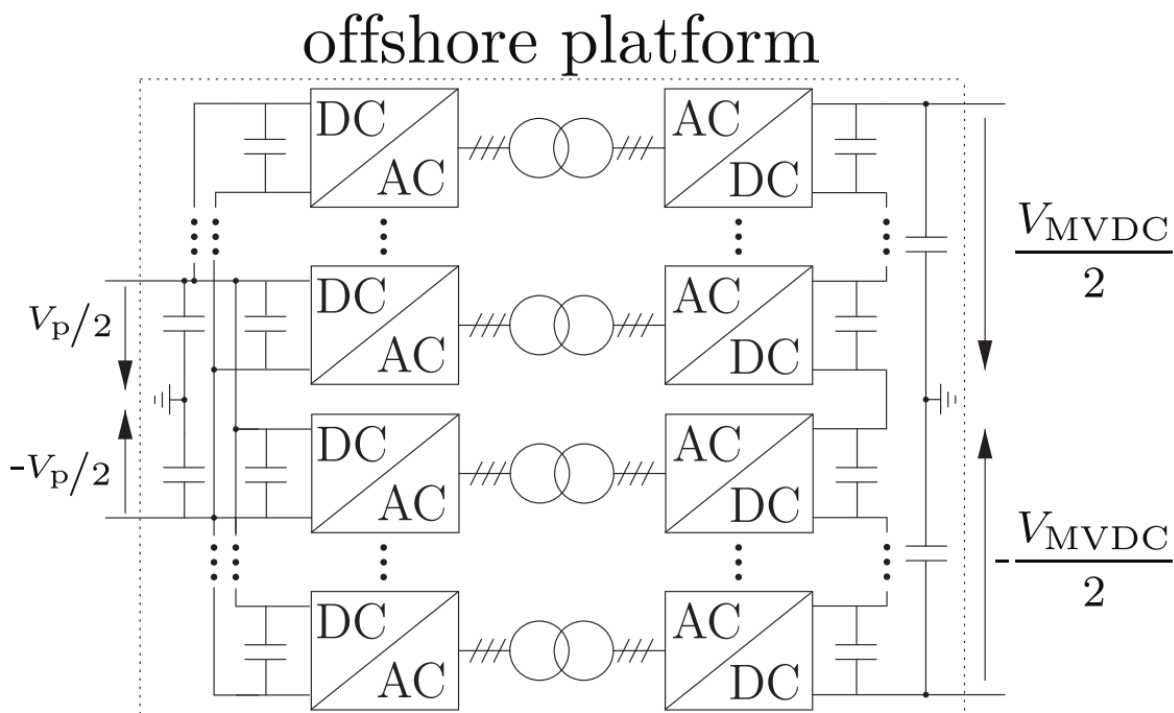 offshore platform
DC
AC
AC
DC
V_MVDC
2
DC
AC
AC
DC
V_p/2
-V_p/2
DC
AC
AC
DC
- V_MVDC
2
DC
AC
AC
DC